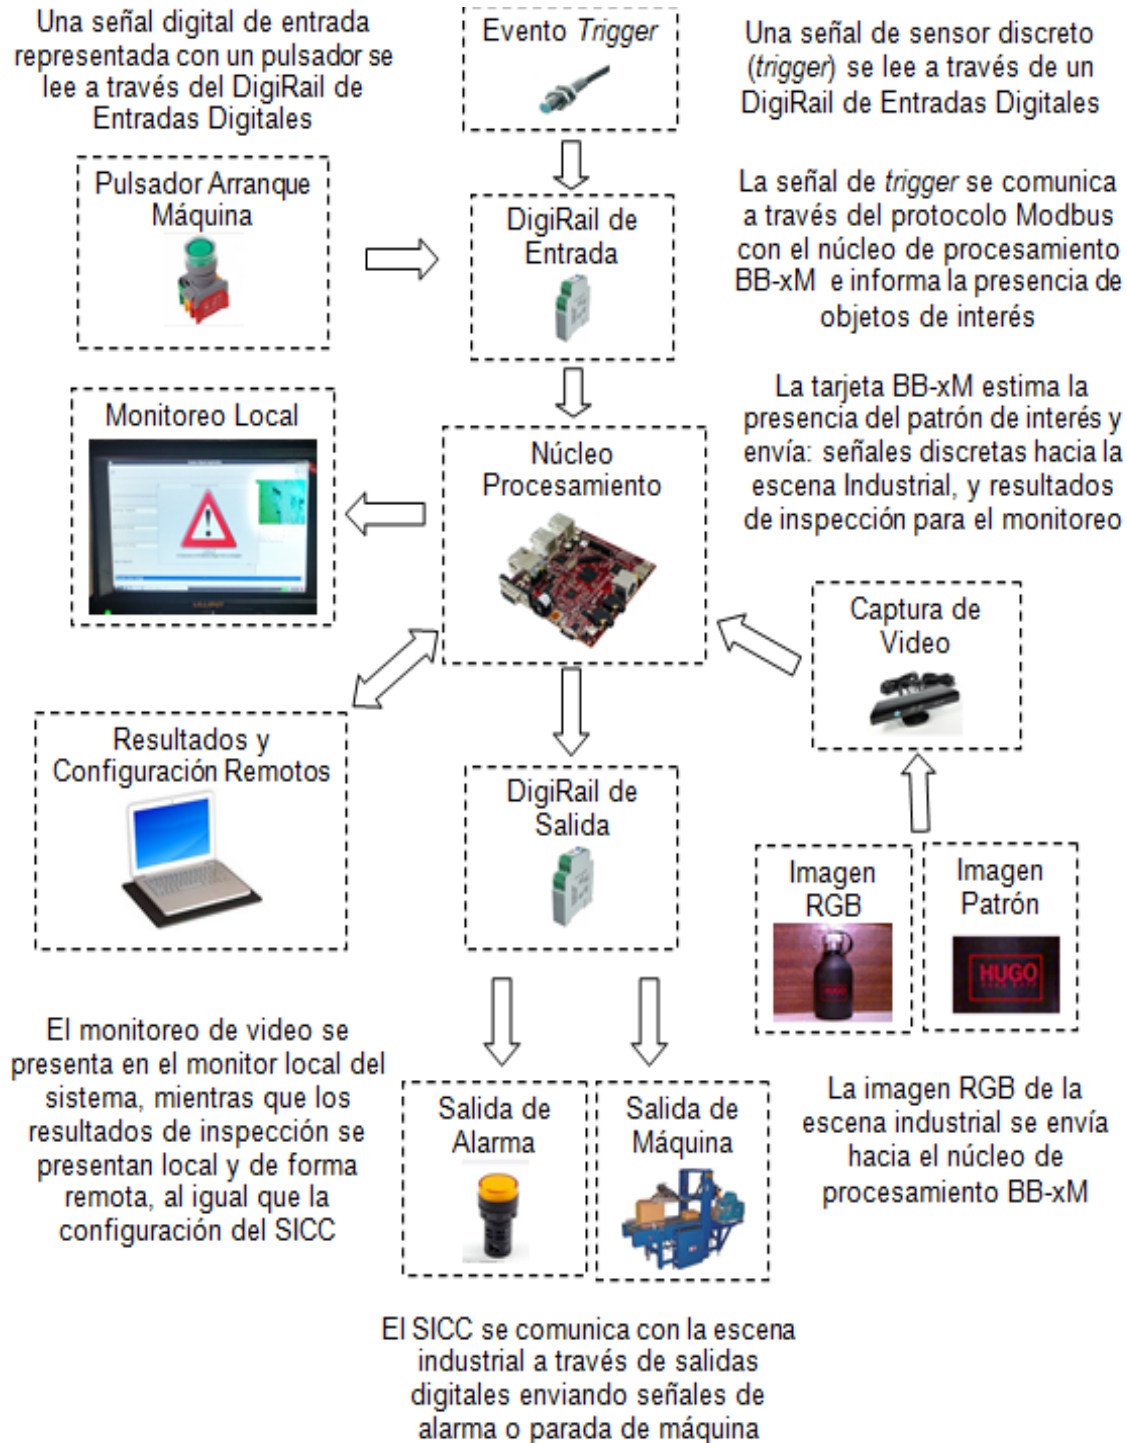 Una señal digital de entrada
representada con un pulsador se
lee a través del DigiRail de
Entradas Digitales
Evento Trigger
Una señal de sensor discreto
(trigger) se lee a través de un
DigiRail de Entradas Digitales
Pulsador Arranque
Máquina
DigiRail de
Entrada
La señal de trigger se comunica
a través del protocolo Modbus
con el núcleo de procesamiento
BB-xM e informa la presencia de
objetos de interés
Monitoreo Local
Núcleo
Procesamiento
La tarjeta BB-xM estima la
presencia del patrón de interés y
envía: señales discretas hacia la
escena Industrial, y resultados
de inspección para el monitoreo
Captura de
Video
Resultados y
Configuración Remotos
DigiRail de
Salida
Imagen
RGB
HUGO
Imagen
Patrón
HUGO
El monitoreo de video se
presenta en el monitor local del
sistema, mientras que los
resultados de inspección se
presentan local y de forma
remota, al igual que la
configuración del SICC
Salida de
Alarma
Salida de
Máquina
La imagen RGB de la
escena industrial se envía
hacia el núcleo de
procesamiento BB-xM
El SICC se comunica con la escena
industrial a través de salidas
digitales enviando señales de
alarma o parada de máquina